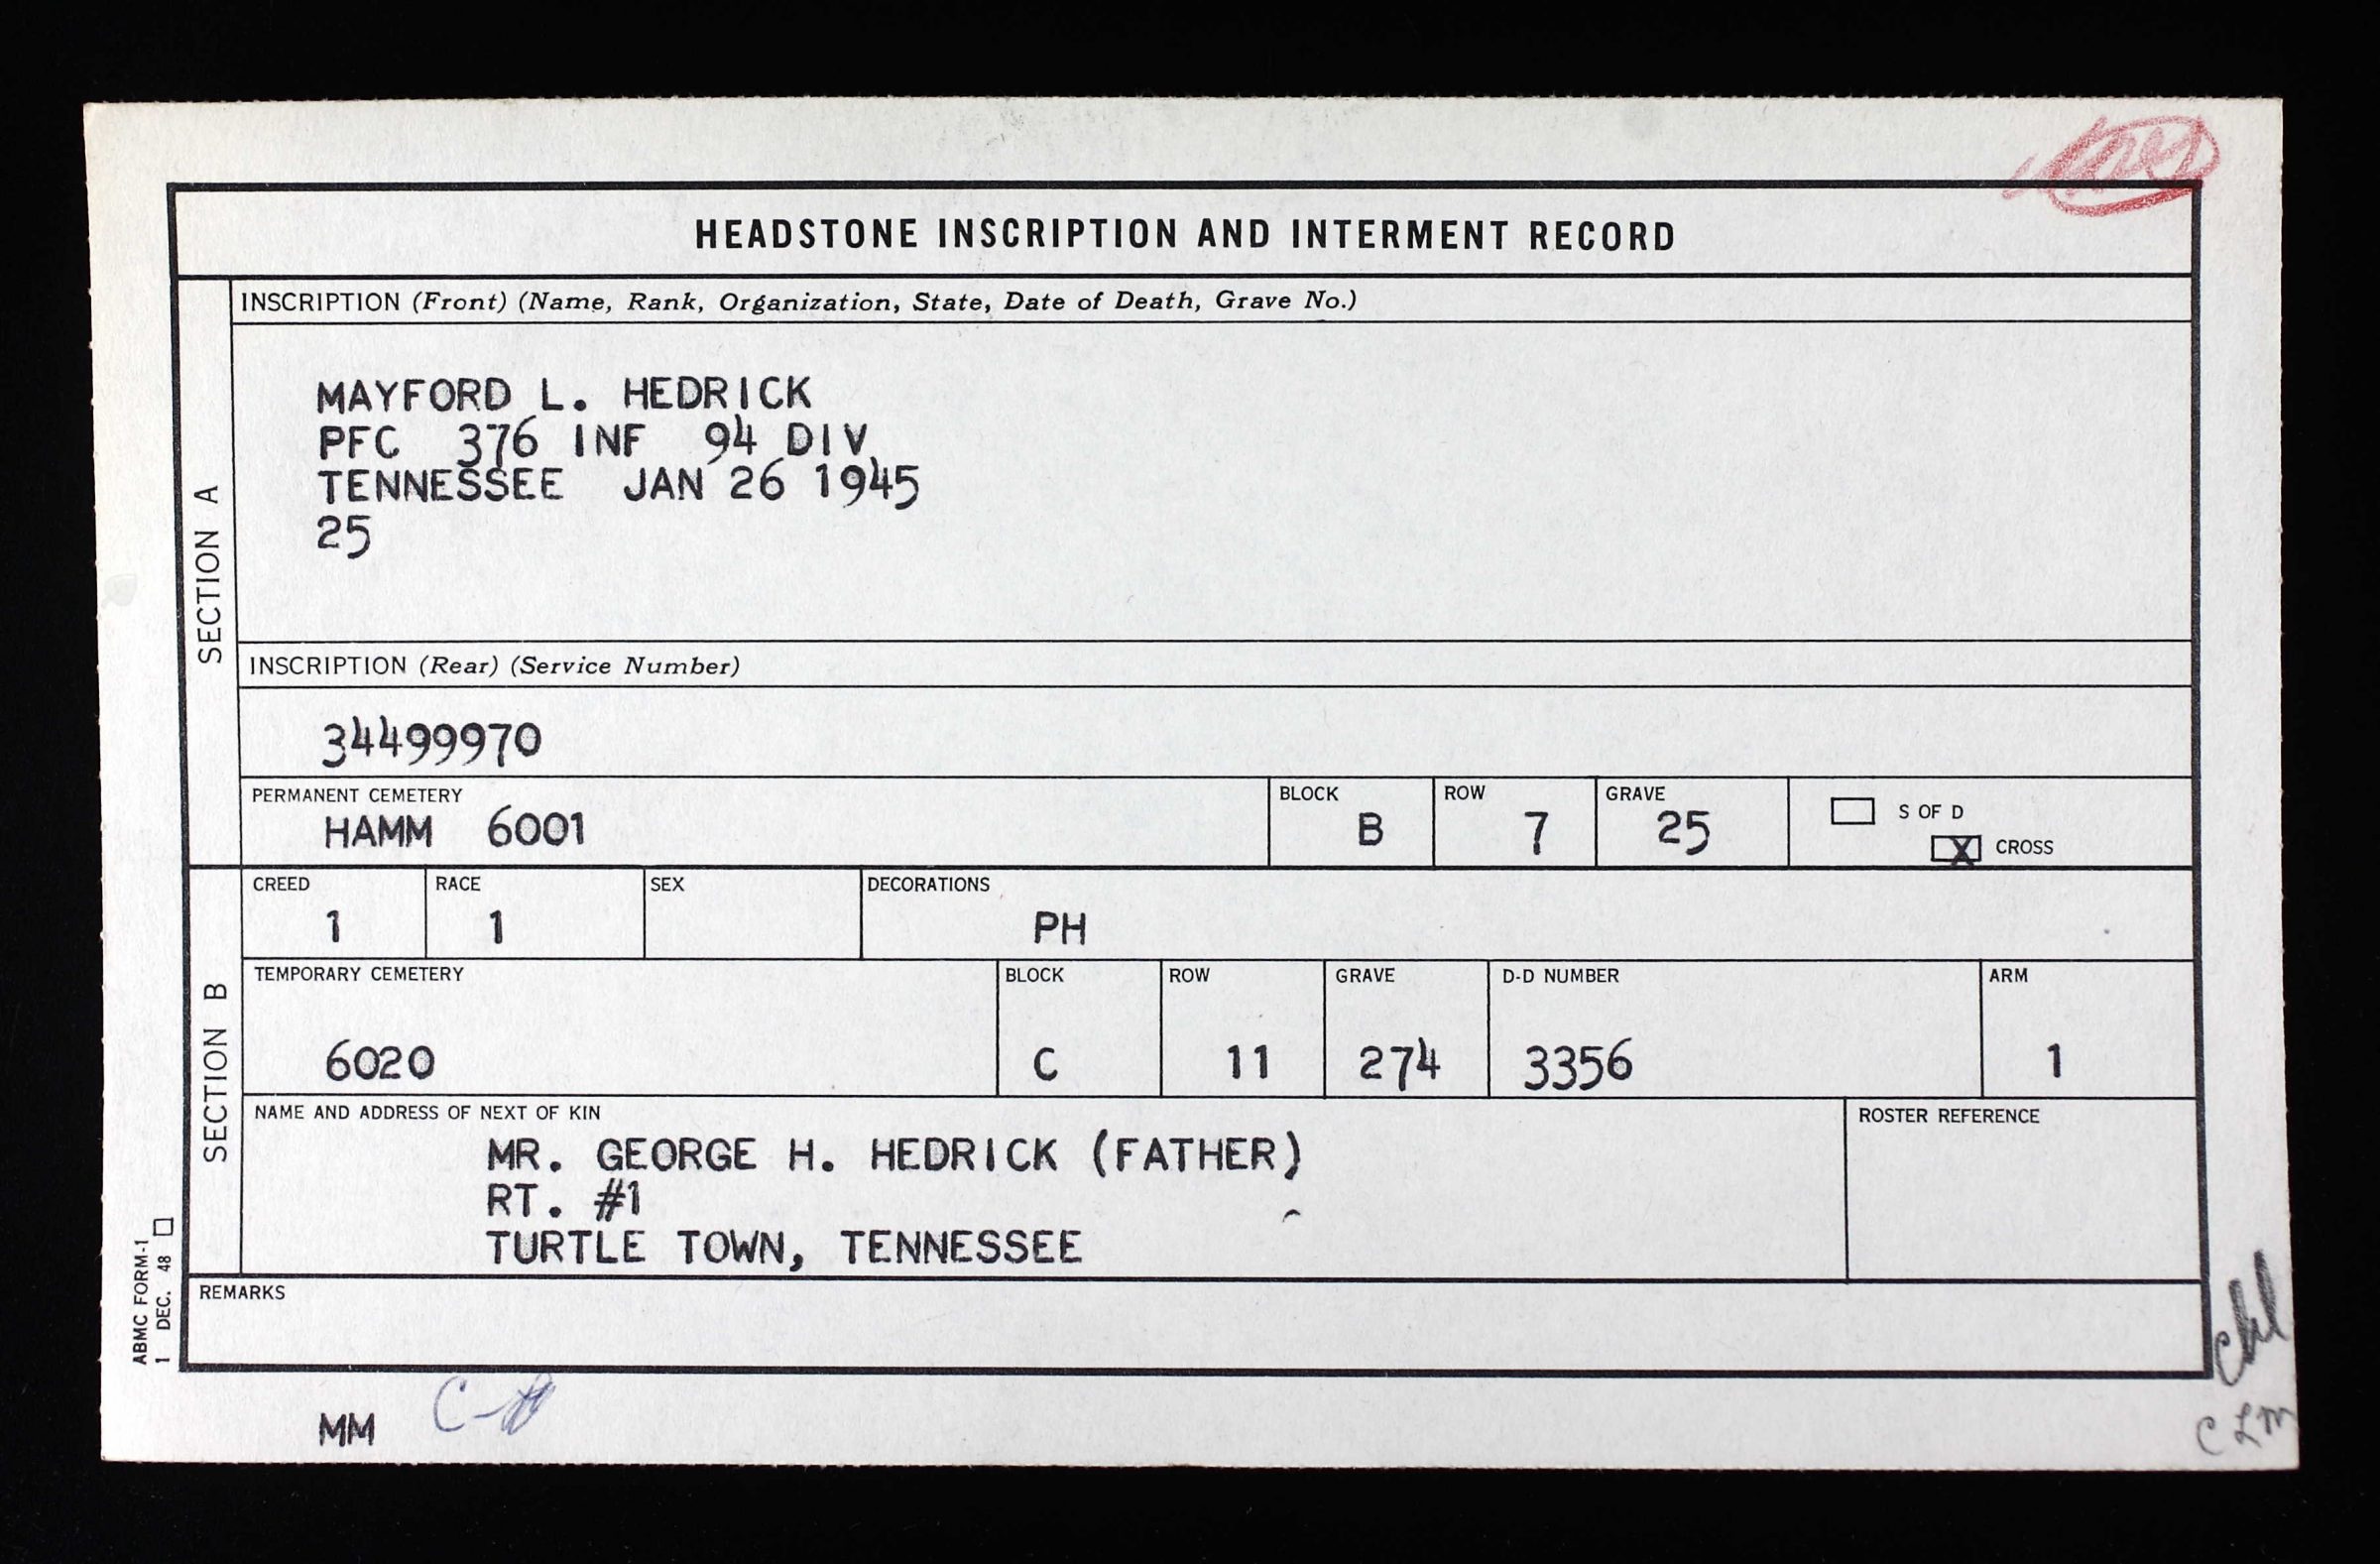 HEADSTONE INSCRIPTION AND INTERMENT RECORD
SECTION A
INSCRIPTION (Front) (Name, Rank, Organization, State, Date of Death, Grave No.)
MAYFORD L. HEDRICK
PFC 376 INF 94 DIV
TENNESSEE JAN 26 1945
25
INSCRIPTION (Rear) (Service Number)
34499970
PERMANENT CEMETERY BLOCK ROW GRAVE S OF D
HAMM 6001 B 7 25 X CROSS
SECTION B
CREED RACE SEX DECORATIONS
1 1 PH
TEMPORARY CEMETERY BLOCK ROW GRAVE D-D NUMBER ARM
6020 C 11 274 3356 1
NAME AND ADDRESS OF NEXT OF KIN ROSTER REFERENCE
MR. GEORGE H. HEDRICK (FATHER)
RT. #1
TURTLE TOWN, TENNESSEE
REMARKS
ABMC FORM-1
1 DEC. 48
MM
CLM